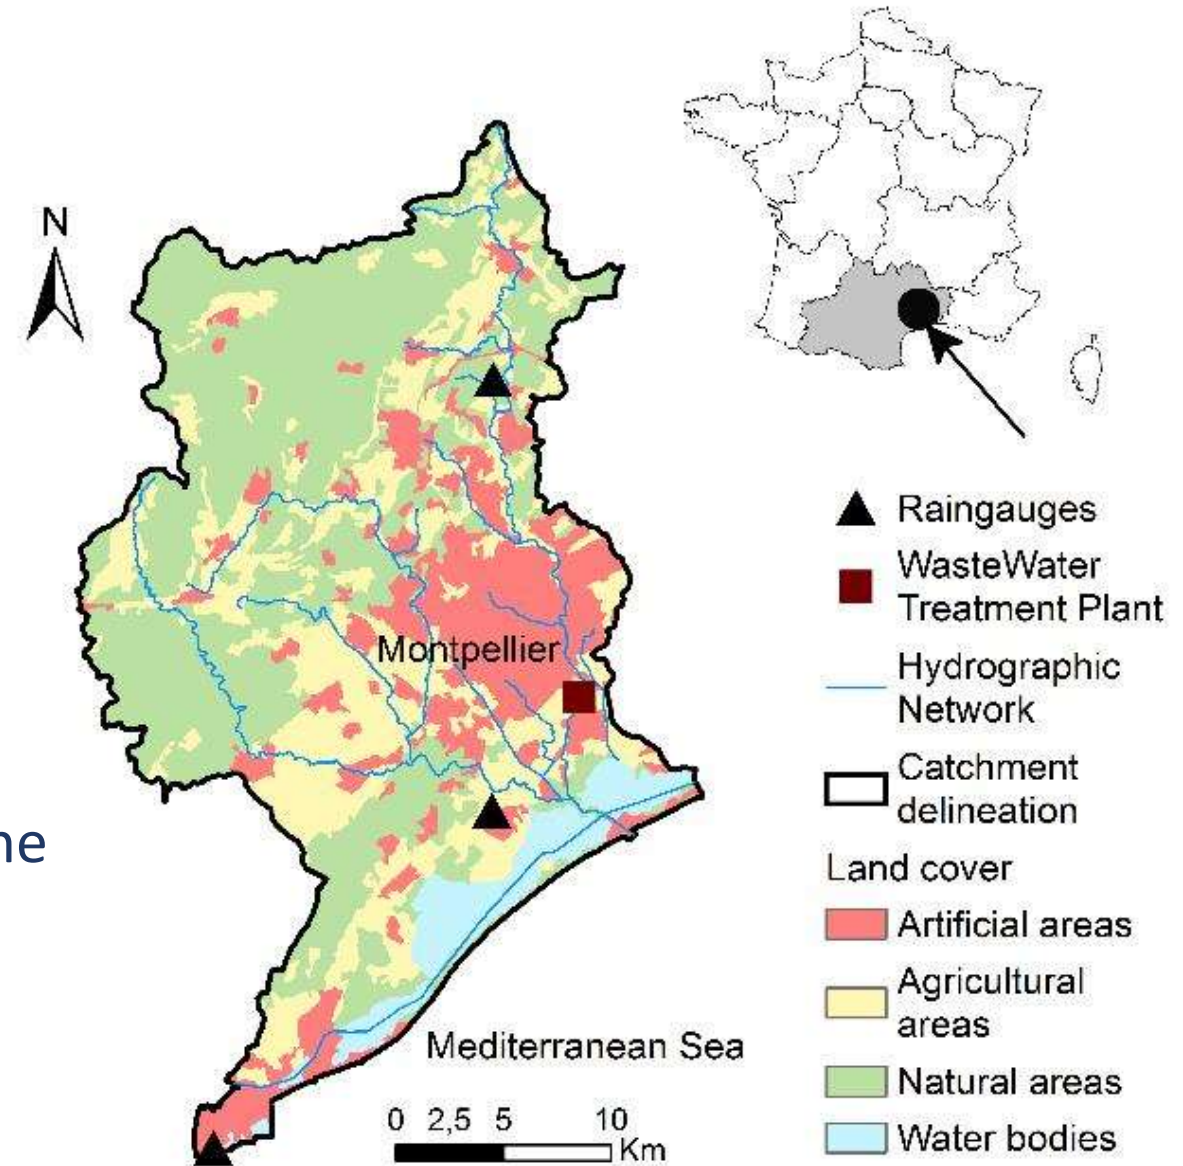 N
Montpellier
ne
Mediterranean Sea
0 2,5 5 10
Km
Raingauges
WasteWater
Treatment Plant
Hydrographic
Network
Catchment
delineation
Land cover
Artificial areas
Agricultural
areas
Natural areas
Water bodies